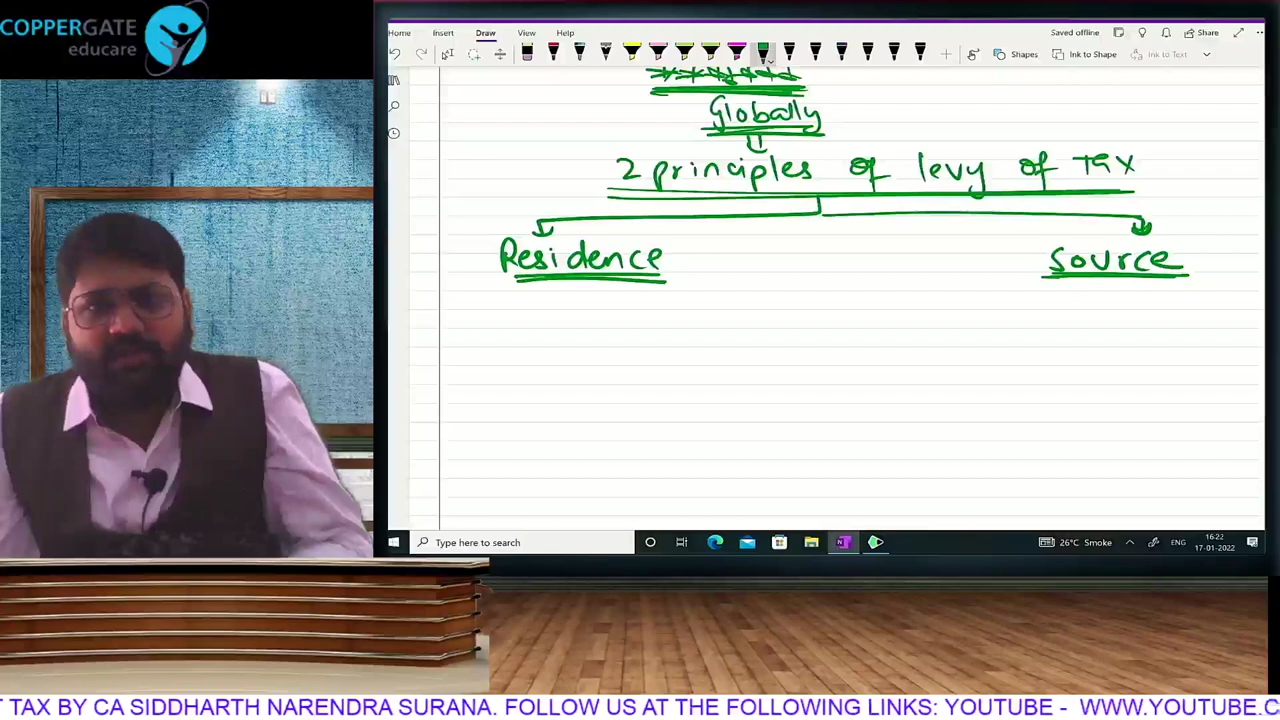 COPPERGATE
educare
Home Insert Draw View Help
Saved offline
Share
Shapes
Ink to Shape
Ink to Text
Globally
2 principles of levy of Tax
Residence
Source
Type here to search
26°C Smoke
ENG
16:22
17-01-2022
T TAX BY CA SIDDHARTH NARENDRA SURANA. FOLLOW US AT THE FOLLOWING LINKS: YOUTUBE - WWW.YOUTUBE.C